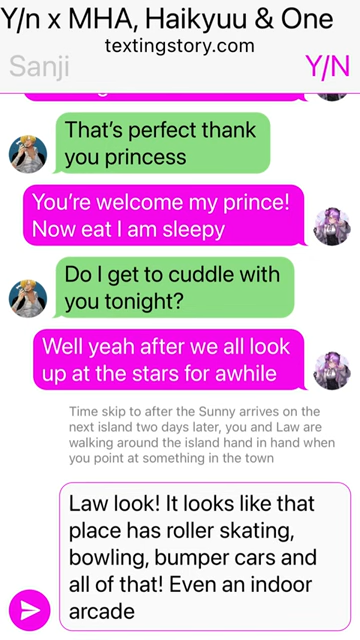 Y/n x MHA, Haikyuu & One
textingstory.com
Sanji
Y/N
That's perfect thank
you princess
You're welcome my prince!
Now eat I am sleepy
Do I get to cuddle with
you tonight?
Well yeah after we all look
up at the stars for awhile
Time skip to after the Sunny arrives on the
next island two days later, you and Law are
walking around the island hand in hand when
you point at something in the town
Law look! It looks like that
place has roller skating,
bowling, bumper cars and
all of that! Even an indoor
arcade